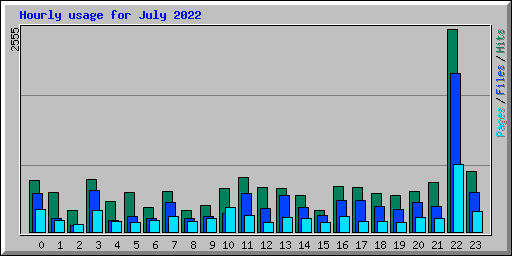 Hourly usage for July 2022
2555
Pages / Files / Hits
0 1 2 3 4 5 6 7 8 9 10 11 12 13 14 15 16 17 18 19 20 21 22 23